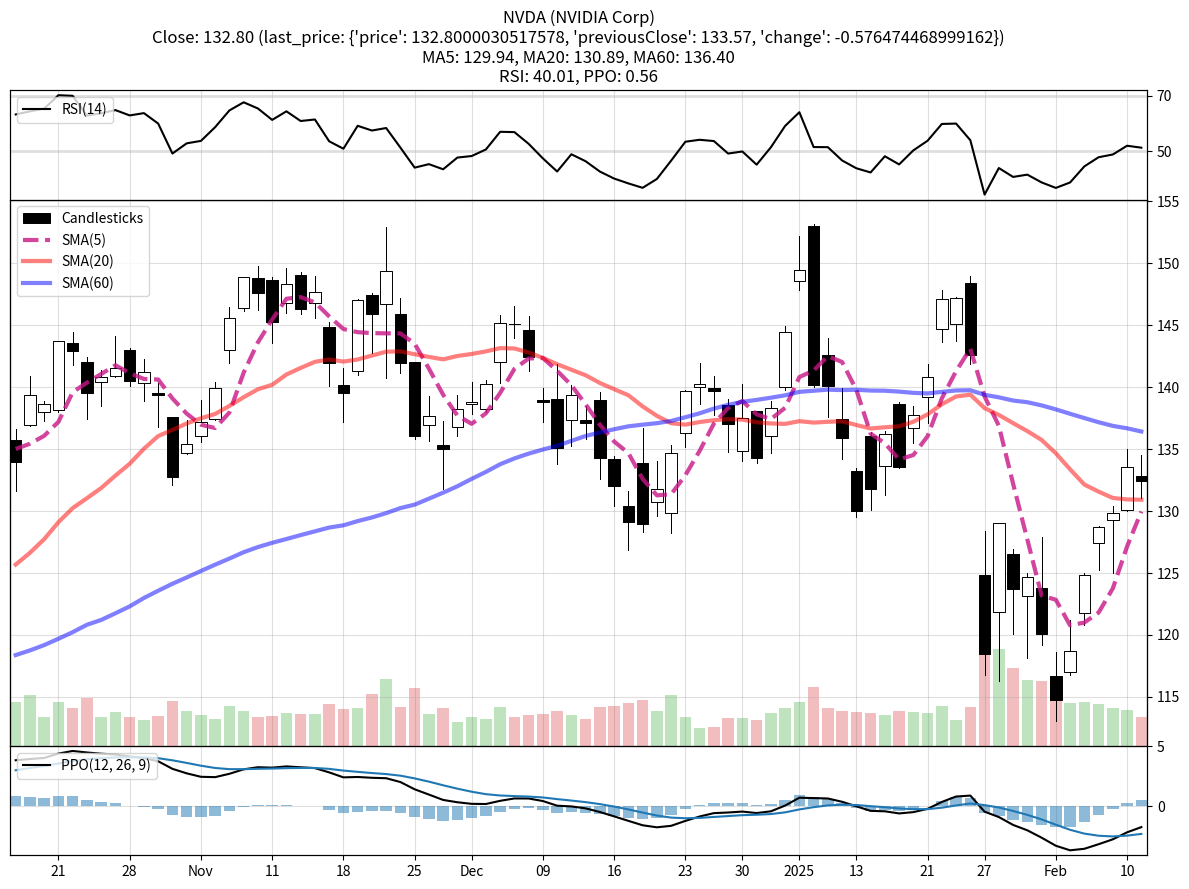 NVDA (NVIDIA Corp)
Close: 132.80 (last_price: {'price': 132.8000030517578, 'previousClose': 133.57, 'change': -0.576474468999162})
MA5: 129.94, MA20: 130.89, MA60: 136.40
RSI: 40.01, PPO: 0.56
RSI(14)
70
50
Candlesticks
SMA(5)
SMA(20)
SMA(60)
155
150
145
140
135
130
125
120
115
PPO(12, 26, 9)
5
0
21 28 Nov 11 18 25 Dec 09 16 23 30 2025 13 21 27 Feb 10